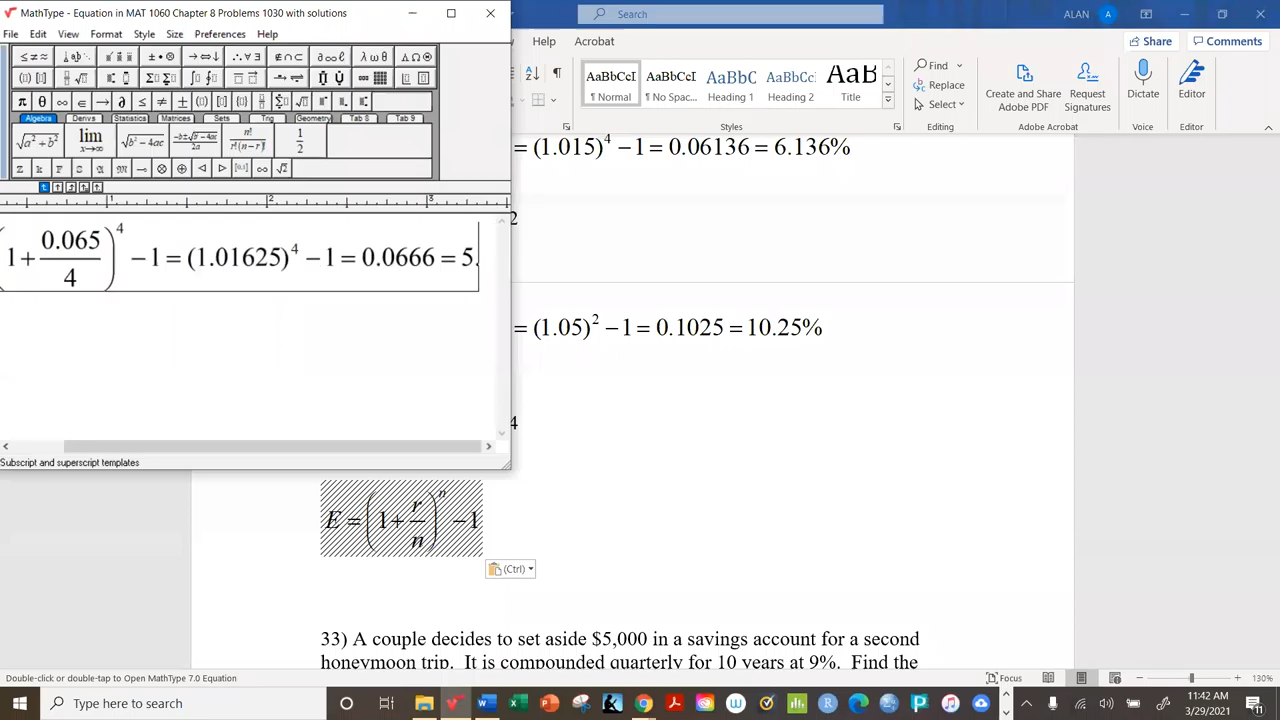 MathType - Equation in MAT 1060 Chapter 8 Problems 1030 with solutions
Search
ALAN A
File Edit View Format Style Size Preferences Help
Help Acrobat
Share
Comments
Algebra Derivs Statistics Matrices Sets Trig Geometry Tab 8 Tab 9
AaBbCcI AaBbCcI AaBbC AaBbCc AaB
¶ Normal ¶ No Spac... Heading 1 Heading 2 Title
Styles
Find
Replace
Select
Editing
Create and Share Adobe PDF
Request Signatures
Adobe Acrobat
Dictate
Voice
Editor
Editor
1 2 3
= (1.015)^4 − 1 = 0.06136 = 6.136%
2
(1 + 0.065/4)^4 − 1 = (1.01625)^4 − 1 = 0.0666 = 5.
= (1.05)^2 − 1 = 0.1025 = 10.25%
4
Subscript and superscript templates
E = (1 + r/n)^n − 1
(Ctrl)
33) A couple decides to set aside $5,000 in a savings account for a second
honeymoon trip. It is compounded quarterly for 10 years at 9%. Find the
Double-click or double-tap to Open MathType 7.0 Equation
Focus
130%
Type here to search
11:42 AM
3/29/2021